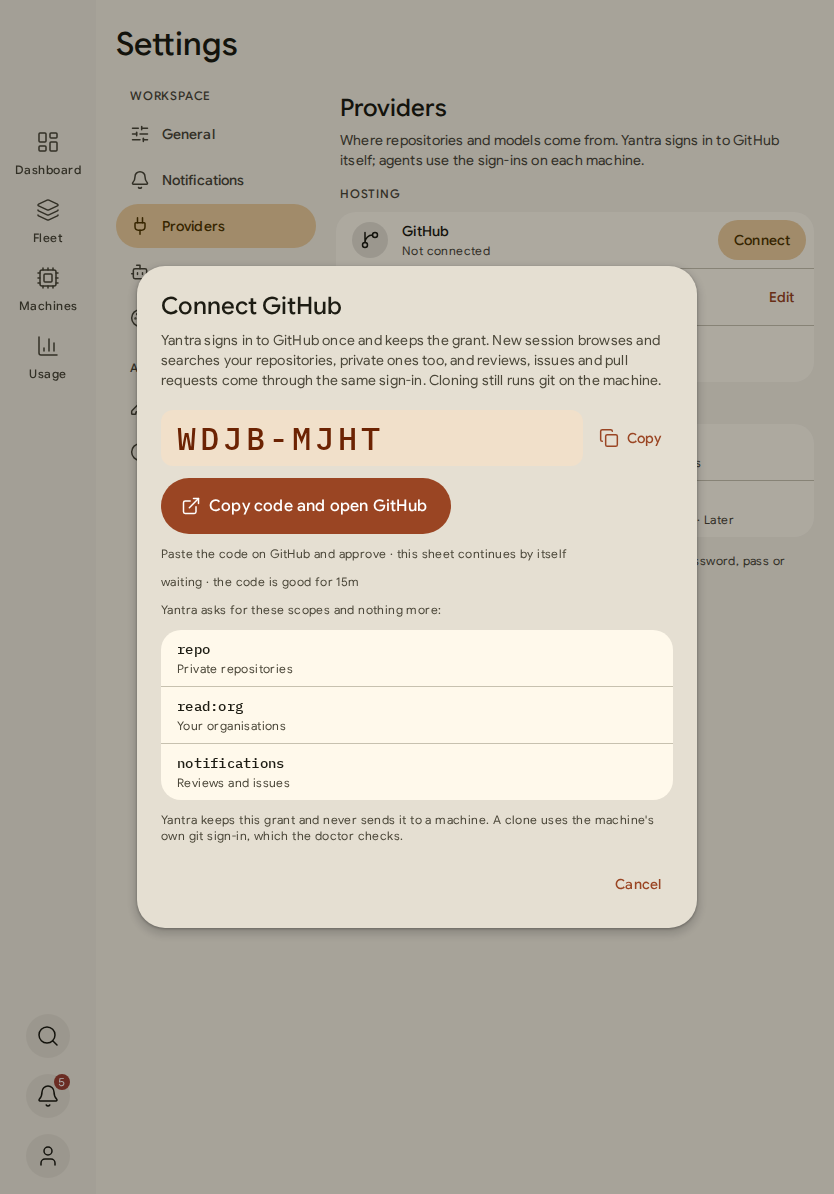 Settings
WORKSPACE
General
Notifications
Providers
Dashboard
Fleet
Machines
Usage
Providers
Where repositories and models come from. Yantra signs in to GitHub
itself; agents use the sign-ins on each machine.
HOSTING
GitHub
Not connected
Connect
Edit
Later
ssword, pass or
Connect GitHub
Yantra signs in to GitHub once and keeps the grant. New session browses and
searches your repositories, private ones too, and reviews, issues and pull
requests come through the same sign-in. Cloning still runs git on the machine.
WDJB-MJHT
Copy
Copy code and open GitHub
Paste the code on GitHub and approve · this sheet continues by itself
waiting · the code is good for 15m
Yantra asks for these scopes and nothing more:
repo
Private repositories
read:org
Your organisations
notifications
Reviews and issues
Yantra keeps this grant and never sends it to a machine. A clone uses the machine's
own git sign-in, which the doctor checks.
Cancel
5